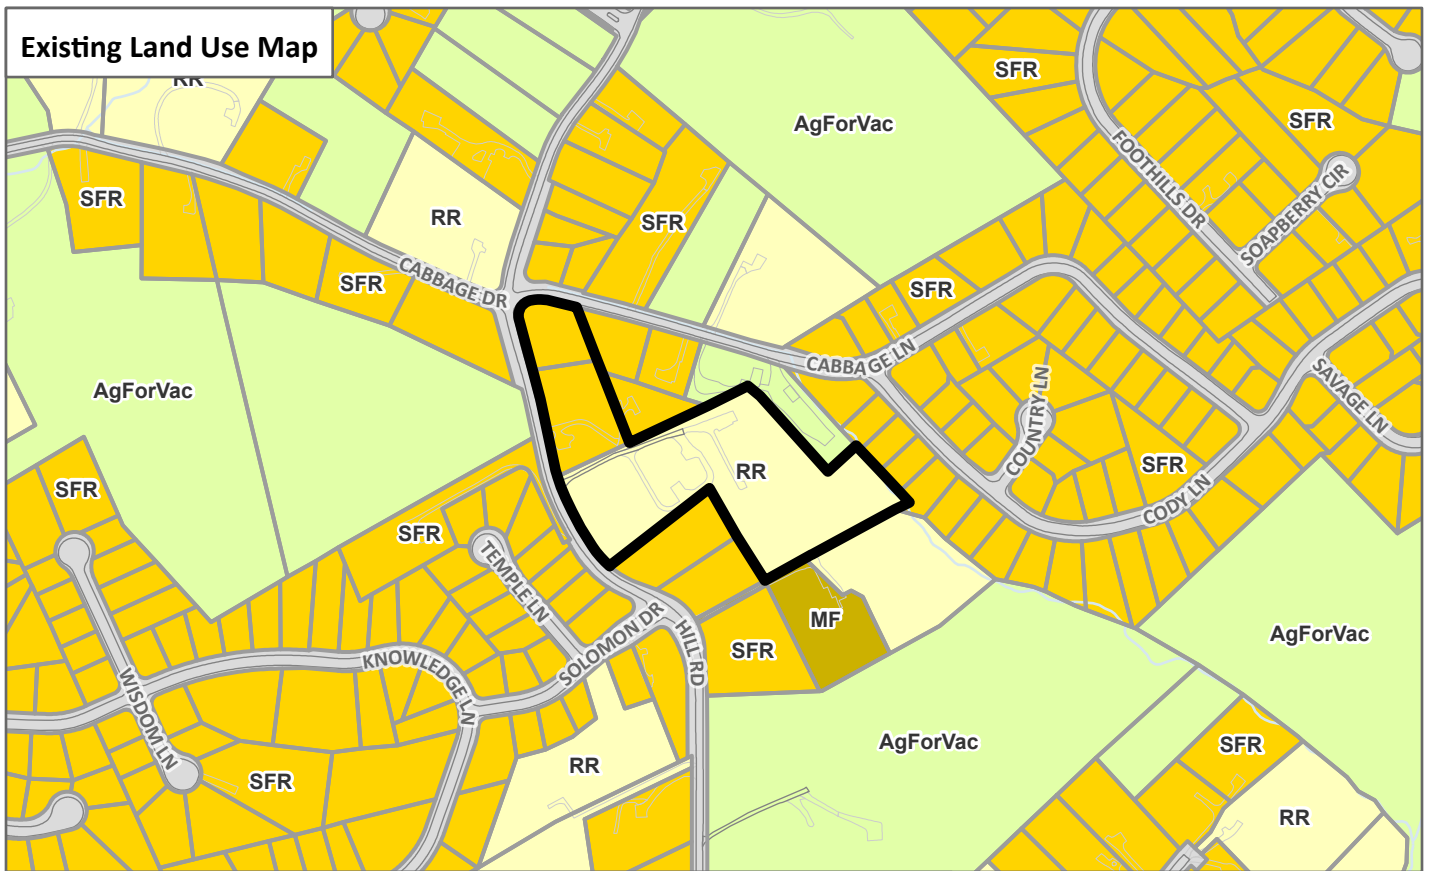 Existing Land Use Map
RR
SFR
AgForVac
SFR
FOOTHILLS DR
SOAPBERRY CIR
SFR
RR
SFR
SFR
CABBAGE DR
SFR
CABBAGE LN
AgForVac
COUNTRY LN
SAVAGE LN
SFR
RR
SFR
CODY LN
SFR
TEMPLE LN
MF
SOLOMON DR
HILL RD
SFR
AgForVac
KNOWLEDGE LN
WISDOM LN
AgForVac
SFR
RR
SFR
RR